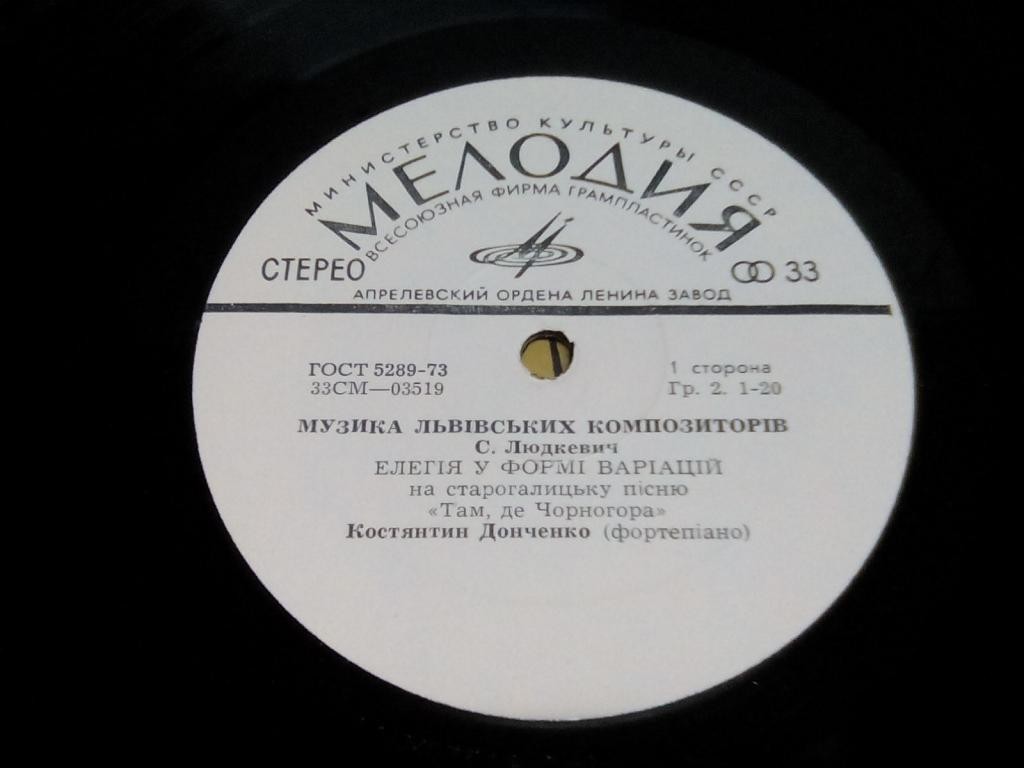 МИНИСТЕРСТВО КУЛЬТУРЫ СССР
МЕЛОДИЯ
ВСЕСОЮЗНАЯ ФИРМА ГРАМПЛАСТИНОК
СТЕРЕО
33
АПРЕЛЕВСКИЙ ОРДЕНА ЛЕНИНА ЗАВОД
ГОСТ 5289-73
33СМ—03519
1 сторона
Гр. 2. 1-20
МУЗИКА ЛЬВІВСЬКИХ КОМПОЗИТОРІВ
С. Людкевич
ЕЛЕГІЯ У ФОРМІ ВАРІАЦІЙ
на старогалицьку пісню
«Там, де Чорногора»
Костянтин Донченко (фортепіано)